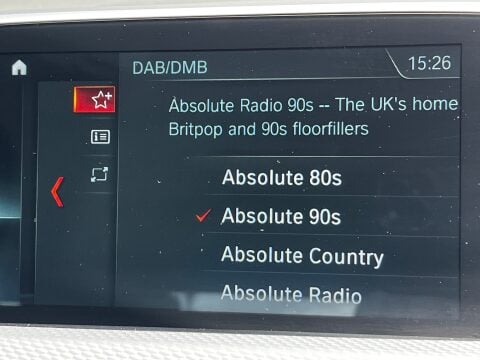 DAB/DMB 15:26
Absolute Radio 90s -- The UK's home
Britpop and 90s floorfillers
Absolute 80s
Absolute 90s
Absolute Country
Absolute Radio